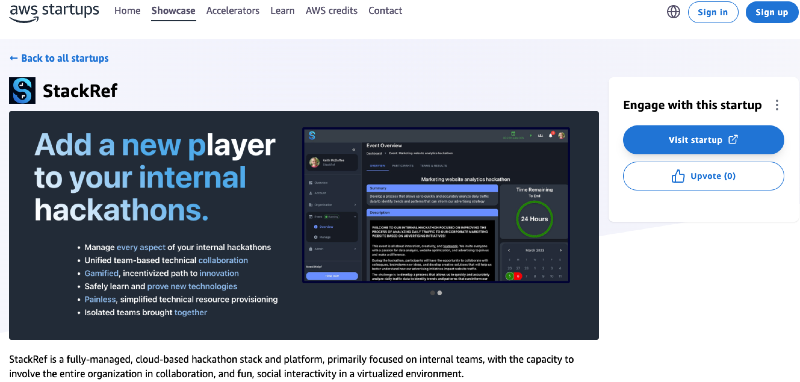 aws startups
Home Showcase Accelerators Learn AWS credits Contact
Sign in Sign up
← Back to all startups
StackRef
Add a new player
to your internal
hackathons.
Manage every aspect of your internal hackathons
Unified team-based technical collaboration
Gamified, incentivized path to innovation
Safely learn and prove new technologies
Painless, simplified technical resource provisioning
Isolated teams brought together
Event Overview
Marketing website analytics hackathon
Summary
Description
Time Remaining
24 Hours
March 2023
Engage with this startup
Visit startup
Upvote (0)
StackRef is a fully-managed, cloud-based hackathon stack and platform, primarily focused on internal teams, with the capacity to
involve the entire organization in collaboration, and fun, social interactivity in a virtualized environment.